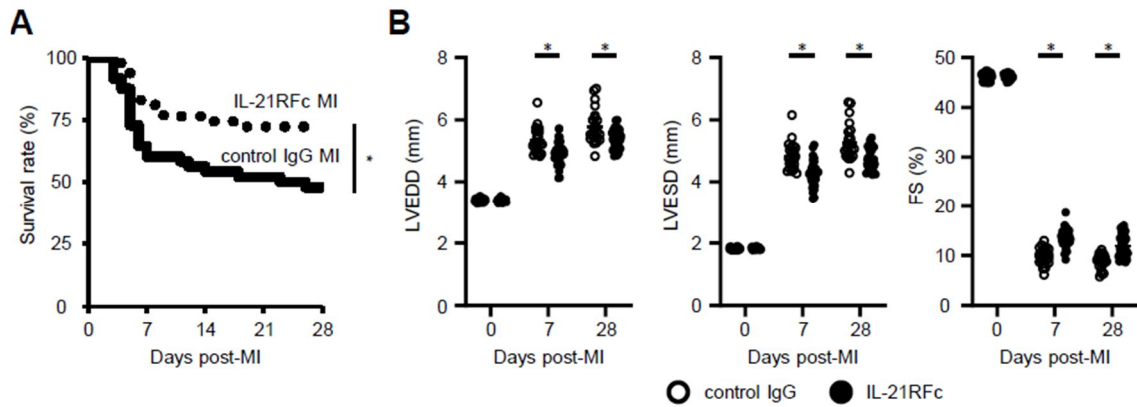 A
Survival rate (%)
100
75
50
25
0
IL-21RFc MI
control IgG MI
*
0 7 14 21 28
Days post-MI
B
LVEDD (mm)
8
6
4
2
0
* *
0 7 28
Days post-MI
LVESD (mm)
8
6
4
2
0
* *
0 7 28
Days post-MI
FS (%)
50
40
30
20
10
0
* *
0 7 28
Days post-MI
control IgG IL-21RFc